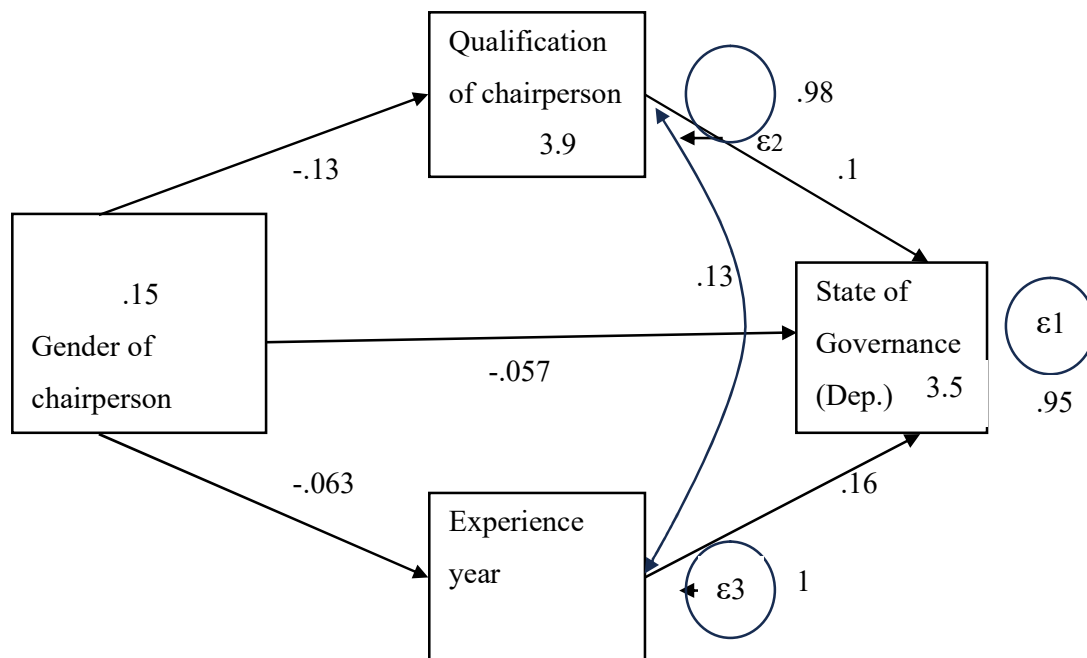 Qualification
of chairperson
3.9
.98
ε2
-.13
.1
.15
Gender of
chairperson
.13
State of
Governance
(Dep.) 3.5
ε1
.95
-.057
-.063
.16
Experience
year
ε3
1